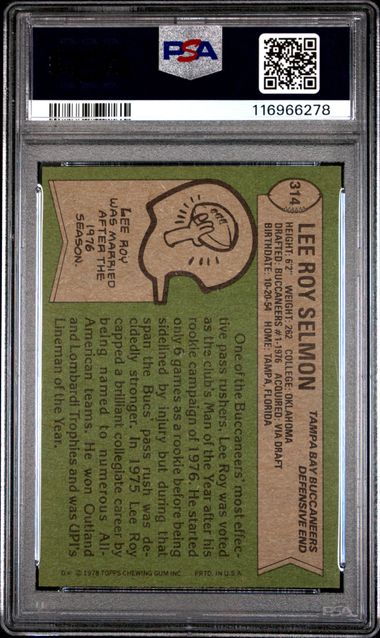 PSA
116966278
314
LEE ROY SELMON
TAMPA BAY BUCCANEERS
DEFENSIVE END
HEIGHT: 6'2" WEIGHT: 262 COLLEGE: OKLAHOMA
DRAFTED: BUCCANEERS #1-1976 ACQUIRED: VIA DRAFT
BIRTHDATE: 10-20-54 HOME: TAMPA, FLORIDA
LEE ROY
WAS MARRIED
AFTER THE
1976
SEASON.
One of the Buccaneers' most effec-
tive pass rushers, Lee Roy was voted
as the club's Man of the Year after his
rookie campaign of 1976. He started
only 6 games as a rookie before being
sidelined by injury and during that
span the Bucs pass rush was de-
cidedly stronger. In 1975 Lee Roy
capped a brilliant collegiate career by
being named to numerous All-
American teams. He won Outland
and Lombard Trophies and was UPI's
Lineman of the Year.
D* © 1978 TOPPS CHEWING GUM INC. PRTD. IN U.S.A.
PSA